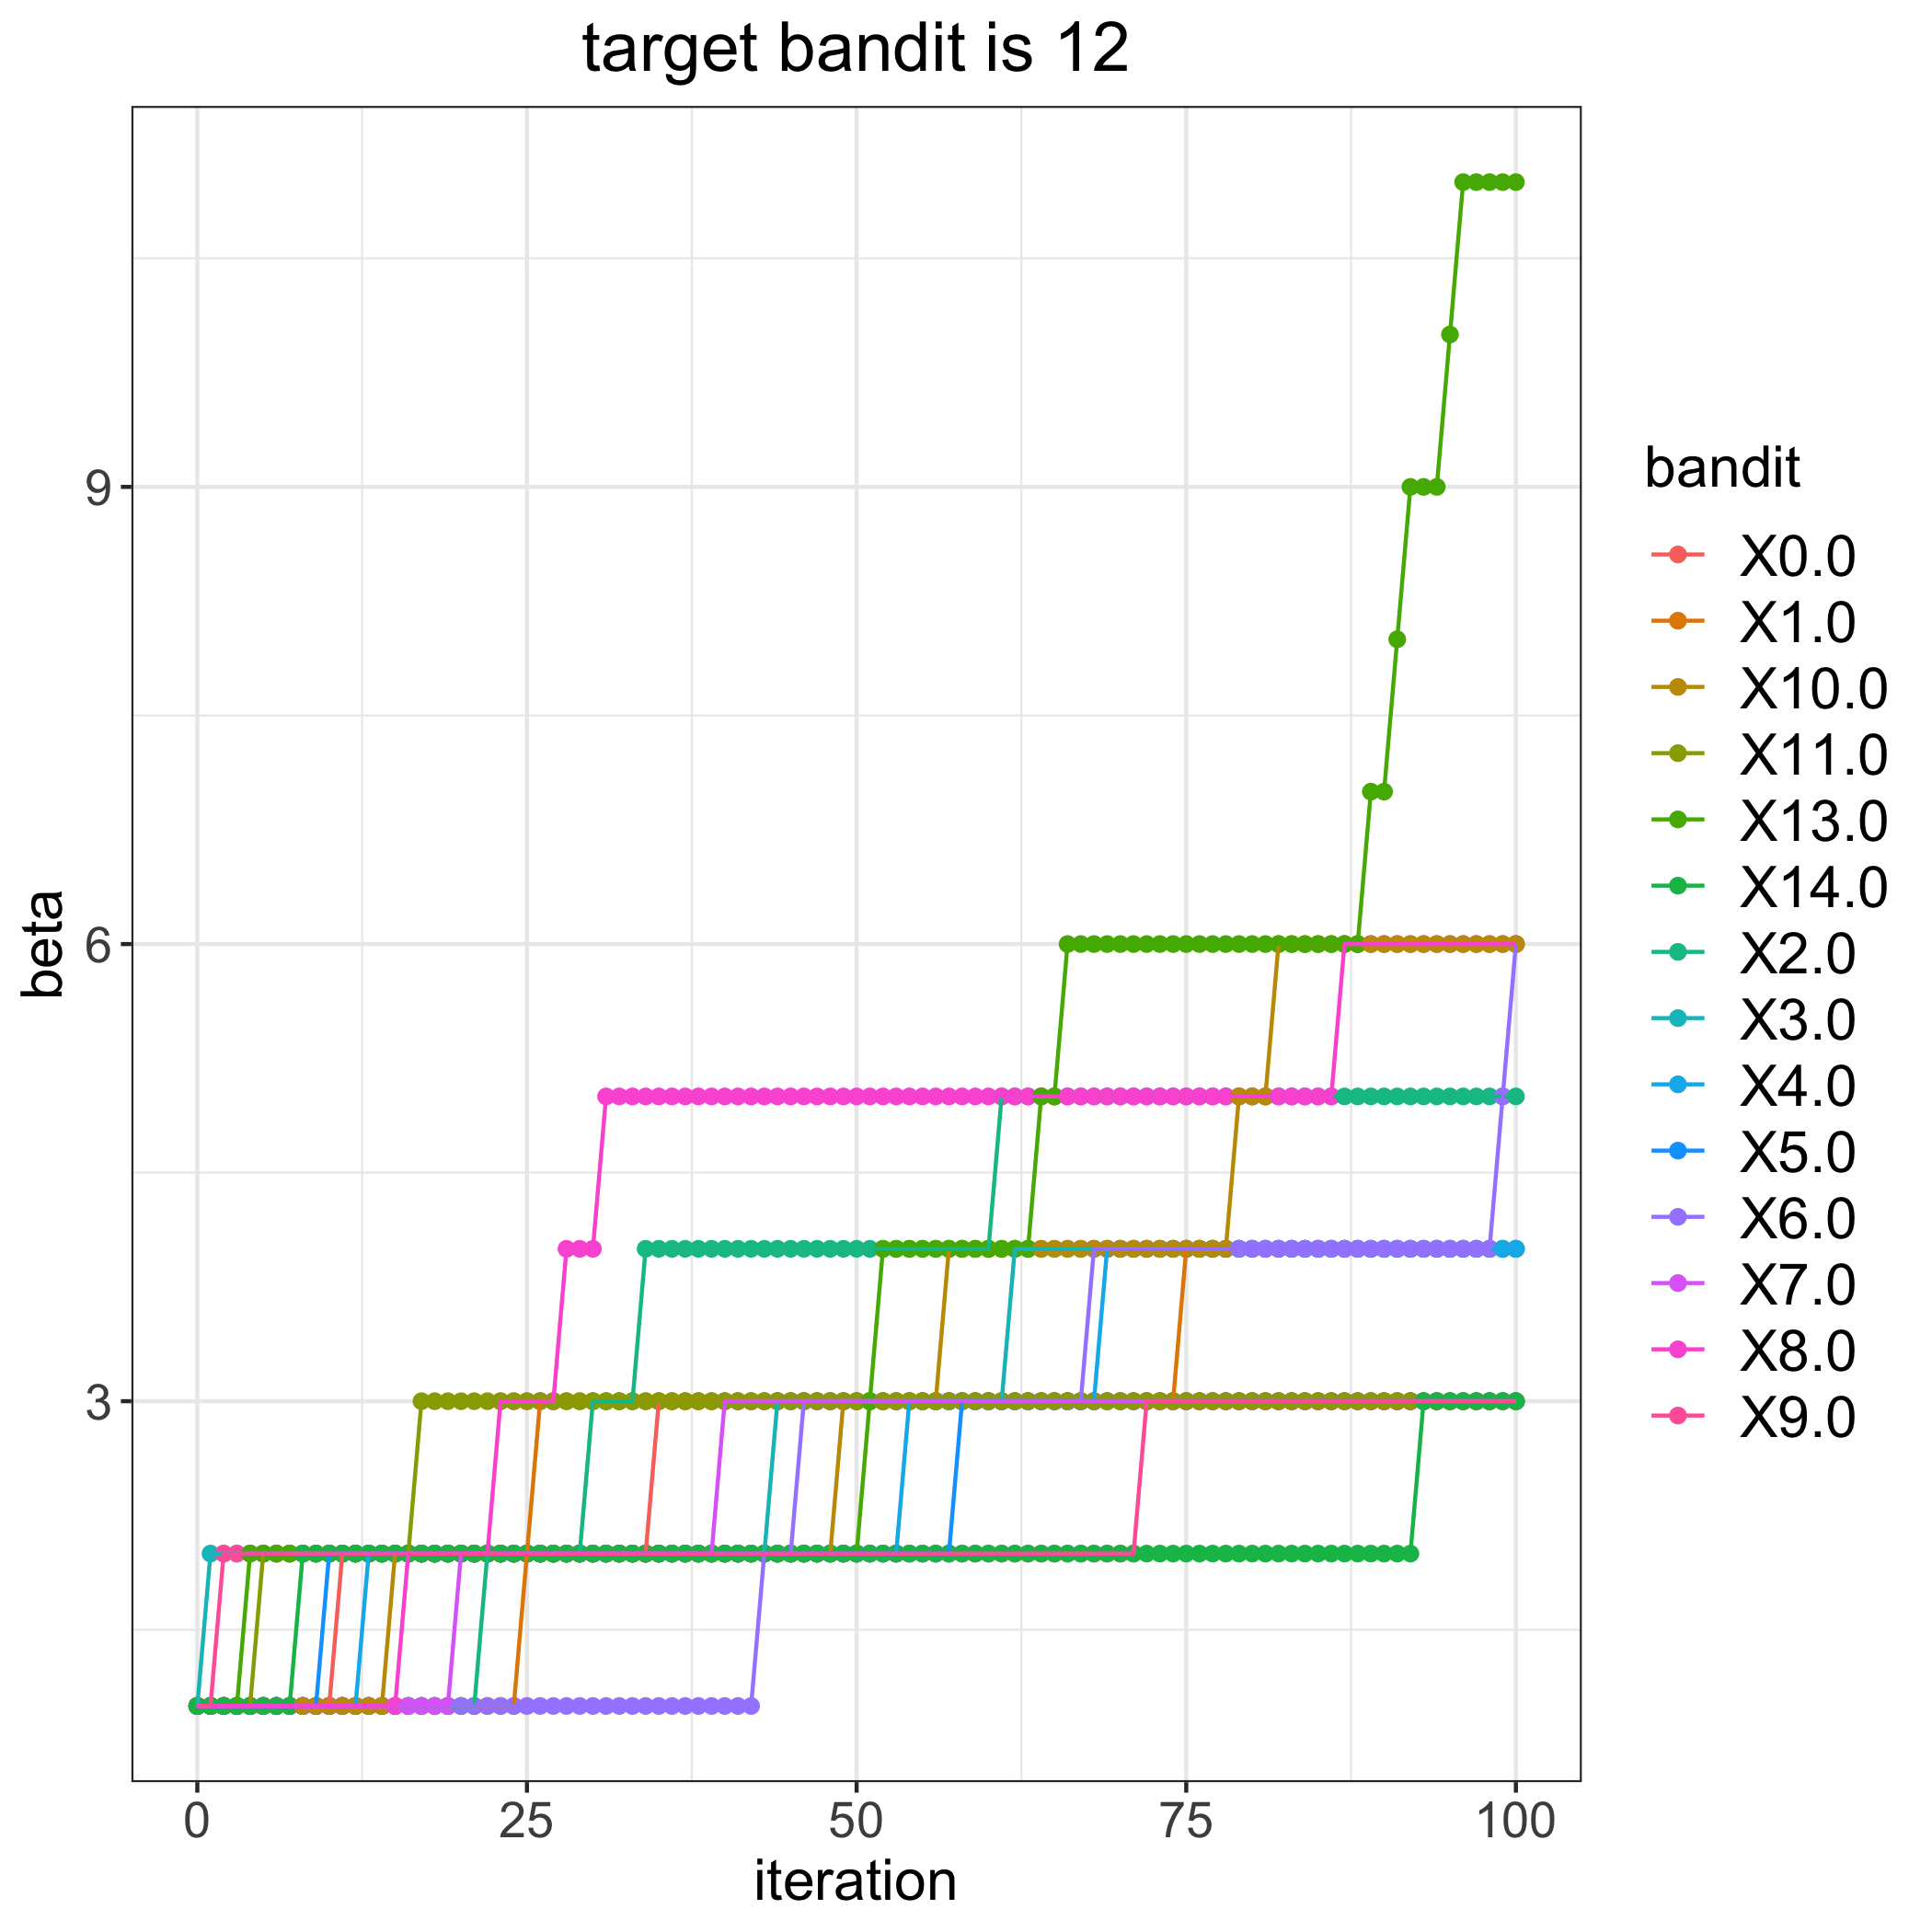 target bandit is 12
beta
9
6
3
0 25 50 75 100
iteration
bandit
X0.0
X1.0
X10.0
X11.0
X13.0
X14.0
X2.0
X3.0
X4.0
X5.0
X6.0
X7.0
X8.0
X9.0